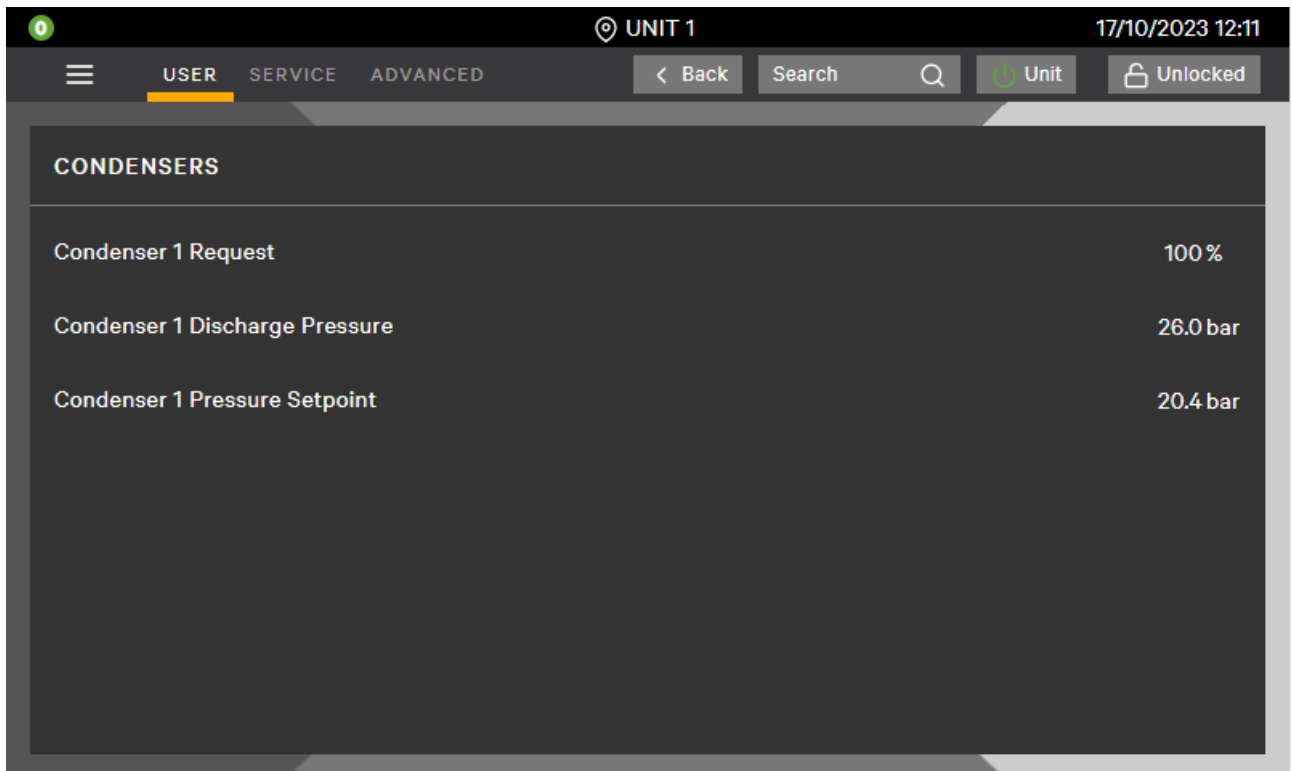 0 UNIT 1 17/10/2023 12:11
USER SERVICE ADVANCED Back Search Unit Unlocked
CONDENSERS
Condenser 1 Request 100 %
Condenser 1 Discharge Pressure 26.0 bar
Condenser 1 Pressure Setpoint 20.4 bar